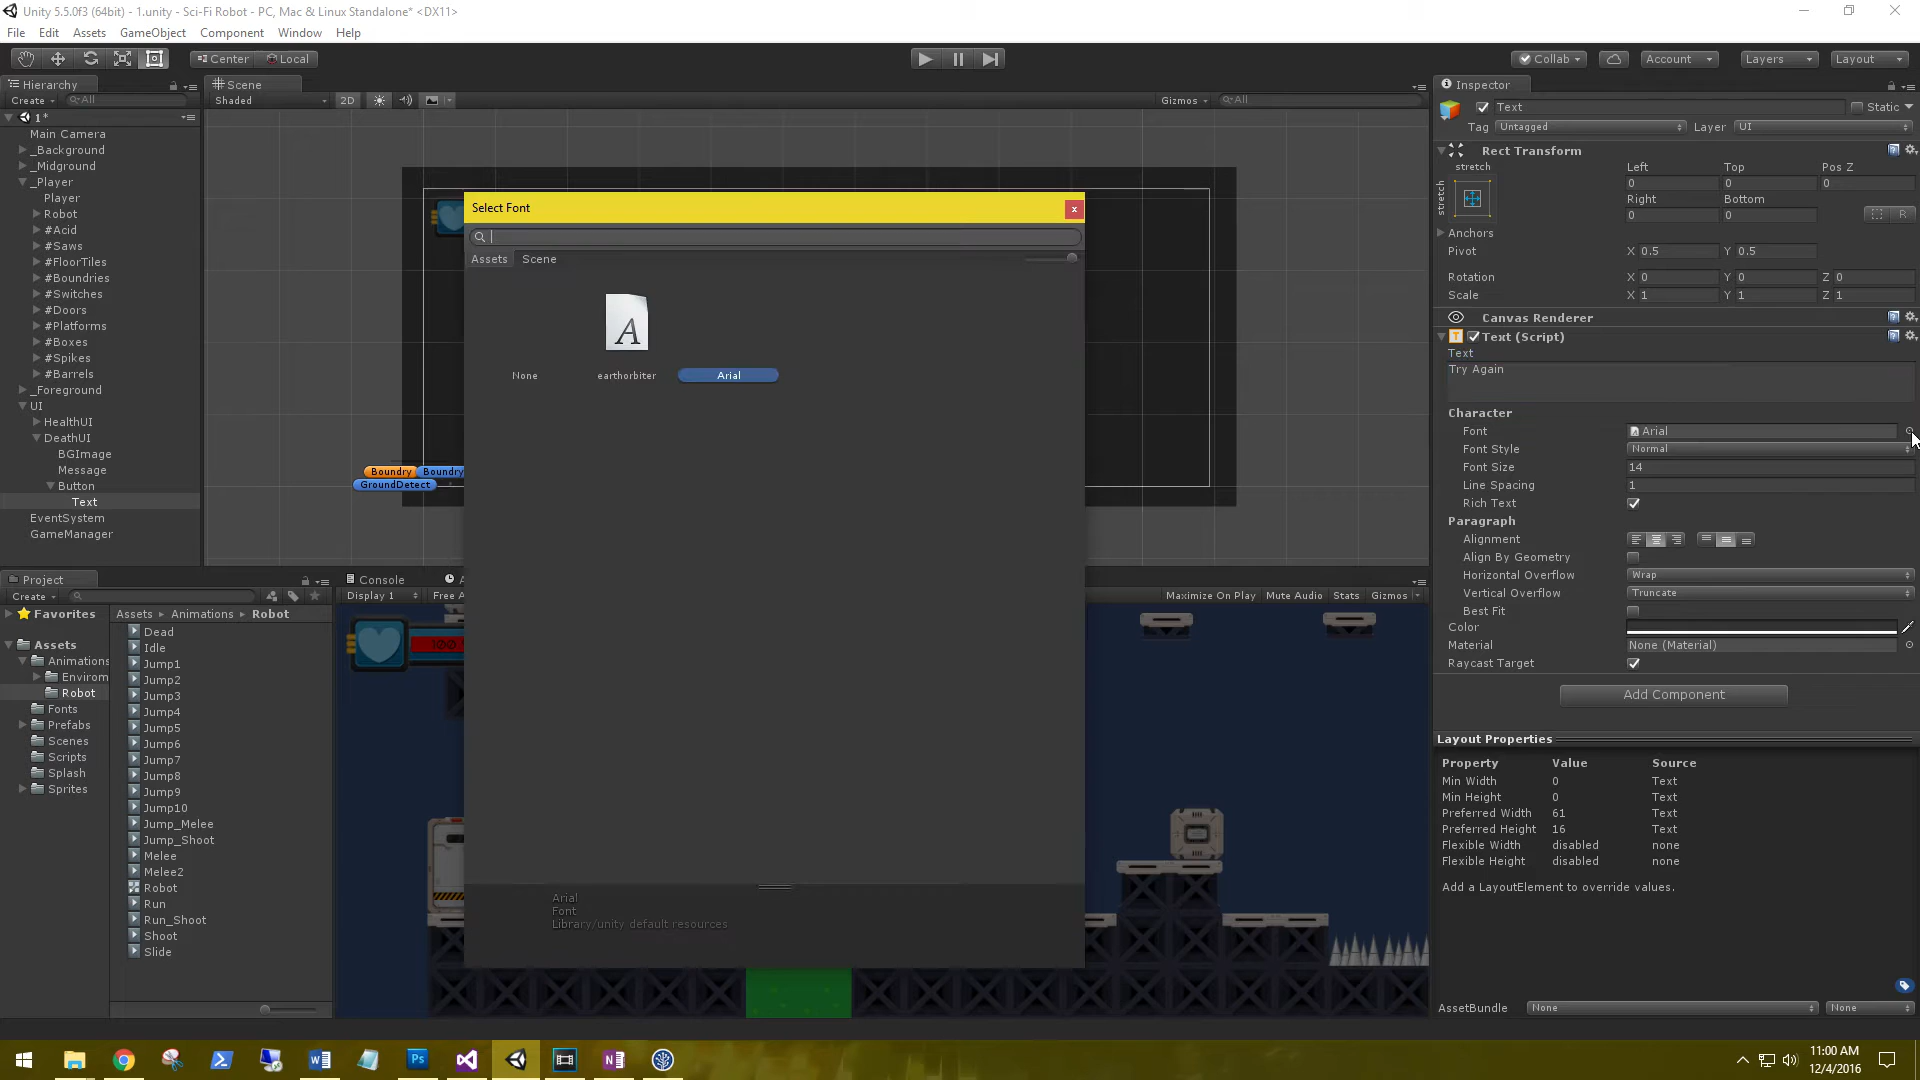 Unity 5.5.0f3 (64bit) - 1.unity - Sci-Fi Robot - PC, Mac & Linux Standalone* <DX11>
File Edit Assets GameObject Component Window Help
Center Local Collab Account Layers Layout
Hierarchy
Create All
1*
Main Camera
_Background
_Midground
_Player
Player
Robot
#Acid
#Saws
#FloorTiles
#Boundries
#Switches
#Doors
#Platforms
#Boxes
#Spikes
#Barrels
_Foreground
UI
HealthUI
DeathUI
BGImage
Message
Button
Text
EventSystem
GameManager
Scene
Shaded 2D Gizmos All
Boundry Boundry
GroundDetect
Select Font
x
Assets Scene
None earthorbiter Arial
Arial
Font
Library/unity default resources
Inspector
Text Static
Tag Untagged Layer UI
Rect Transform
stretch Left Top Pos Z
stretch
0 0 0
Right Bottom
0 0 R
Anchors
Pivot X 0.5 Y 0.5
Rotation X 0 Y 0 Z 0
Scale X 1 Y 1 Z 1
Canvas Renderer
Text (Script)
Text
Try Again
Character
Font Arial
Font Style Normal
Font Size 14
Line Spacing 1
Rich Text
Paragraph
Alignment
Align By Geometry
Horizontal Overflow Wrap
Vertical Overflow Truncate
Best Fit
Color
Material None (Material)
Raycast Target
Add Component
Layout Properties
Property Value Source
Min Width 0 Text
Min Height 0 Text
Preferred Width 61 Text
Preferred Height 16 Text
Flexible Width disabled none
Flexible Height disabled none
Add a LayoutElement to override values.
AssetBundle None None
Project
Create
Favorites
Assets
Animations
Environ
Robot
Fonts
Prefabs
Scenes
Scripts
Splash
Sprites
Assets Animations Robot
Dead
Idle
Jump1
Jump2
Jump3
Jump4
Jump5
Jump6
Jump7
Jump8
Jump9
Jump10
Jump_Melee
Jump_Shoot
Melee
Melee2
Robot
Run
Run_Shoot
Shoot
Slide
Console
Display 1 Free A Maximize On Play Mute Audio Stats Gizmos
100
11:00 AM
12/4/2016